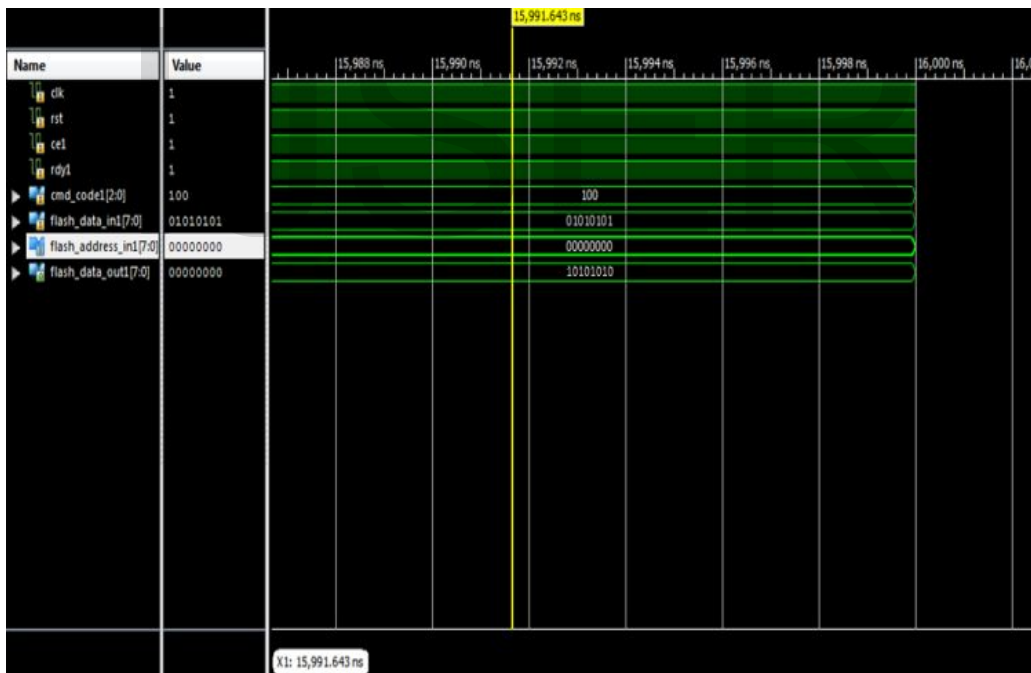 15,991.643 ns
Name Value
15,988 ns 15,990 ns 15,992 ns 15,994 ns 15,996 ns 15,998 ns 16,000 ns
clk 1
rst 1
ce1 1
rdy1 1
cmd_code1[2:0] 100 100
flash_data_in1[7:0] 01010101 01010101
flash_address_in1[7:0] 00000000 00000000
flash_data_out1[7:0] 00000000 10101010
X1: 15,991.643 ns